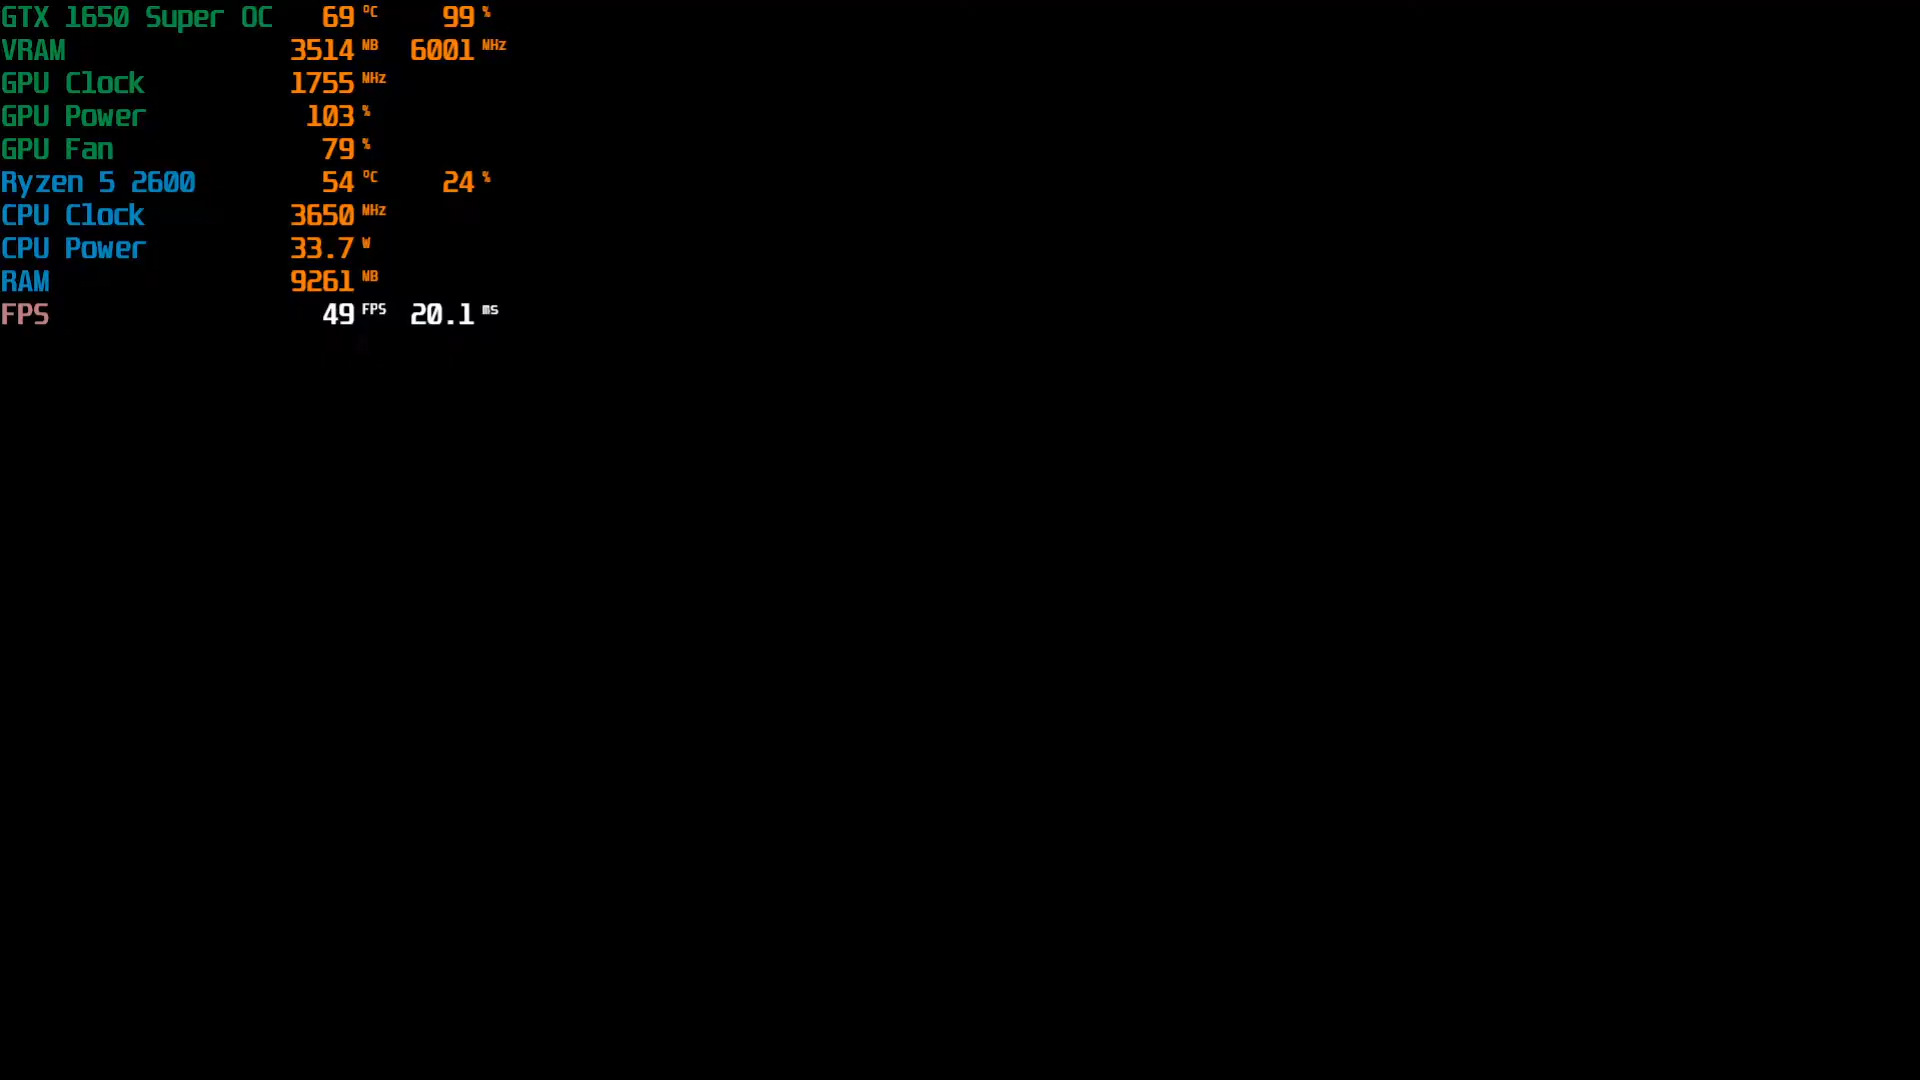 GTX 1650 Super OC 69 °C 99 %
VRAM 3514 MB 6001 MHz
GPU Clock 1755 MHz
GPU Power 103 %
GPU Fan 79 %
Ryzen 5 2600 54 °C 24 %
CPU Clock 3650 MHz
CPU Power 33.7 W
RAM 9261 MB
FPS 49 FPS 20.1 ms